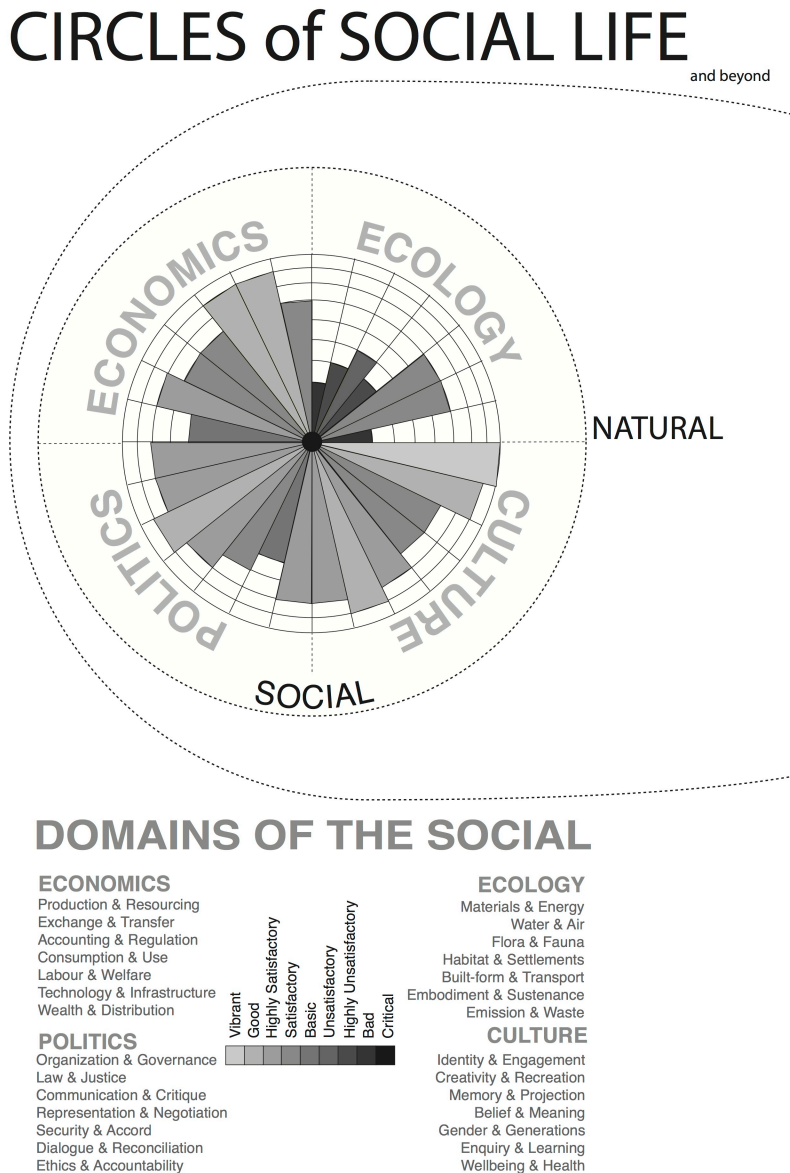 CIRCLES of SOCIAL LIFE
and beyond
ECONOMICS
ECOLOGY
NATURAL
POLITICS
CULTURE
SOCIAL
DOMAINS OF THE SOCIAL
ECONOMICS
Production & Resourcing
Exchange & Transfer
Accounting & Regulation
Consumption & Use
Labour & Welfare
Technology & Infrastructure
Wealth & Distribution
POLITICS
Organization & Governance
Law & Justice
Communication & Critique
Representation & Negotiation
Security & Accord
Dialogue & Reconciliation
Ethics & Accountability
Vibrant
Good
Highly Satisfactory
Satisfactory
Basic
Unsatisfactory
Highly Unsatisfactory
Bad
Critical
ECOLOGY
Materials & Energy
Water & Air
Flora & Fauna
Habitat & Settlements
Built-form & Transport
Embodiment & Sustenance
Emission & Waste
CULTURE
Identity & Engagement
Creativity & Recreation
Memory & Projection
Belief & Meaning
Gender & Generations
Enquiry & Learning
Wellbeing & Health